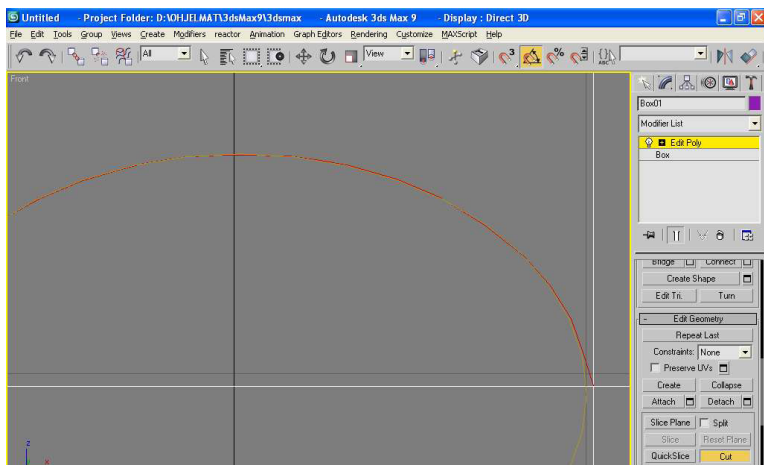 Untitled - Project Folder: D:\OHJELMAT\3dsMax9\3dsmax - Autodesk 3ds Max 9 - Display : Direct 3D
File Edit Tools Group Views Create Modifiers reactor Animation Graph Editors Rendering Customize MAXScript Help
All View 3 % ABC
Front
Box01
Modifier List
Edit Poly
Box
Bridge Connect
Create Shape
Edit Tri. Turn
- Edit Geometry
Repeat Last
Constraints: None
Preserve UVs
Create Collapse
Attach Detach
Slice Plane Split
Slice Reset Plane
QuickSlice Cut
z
x